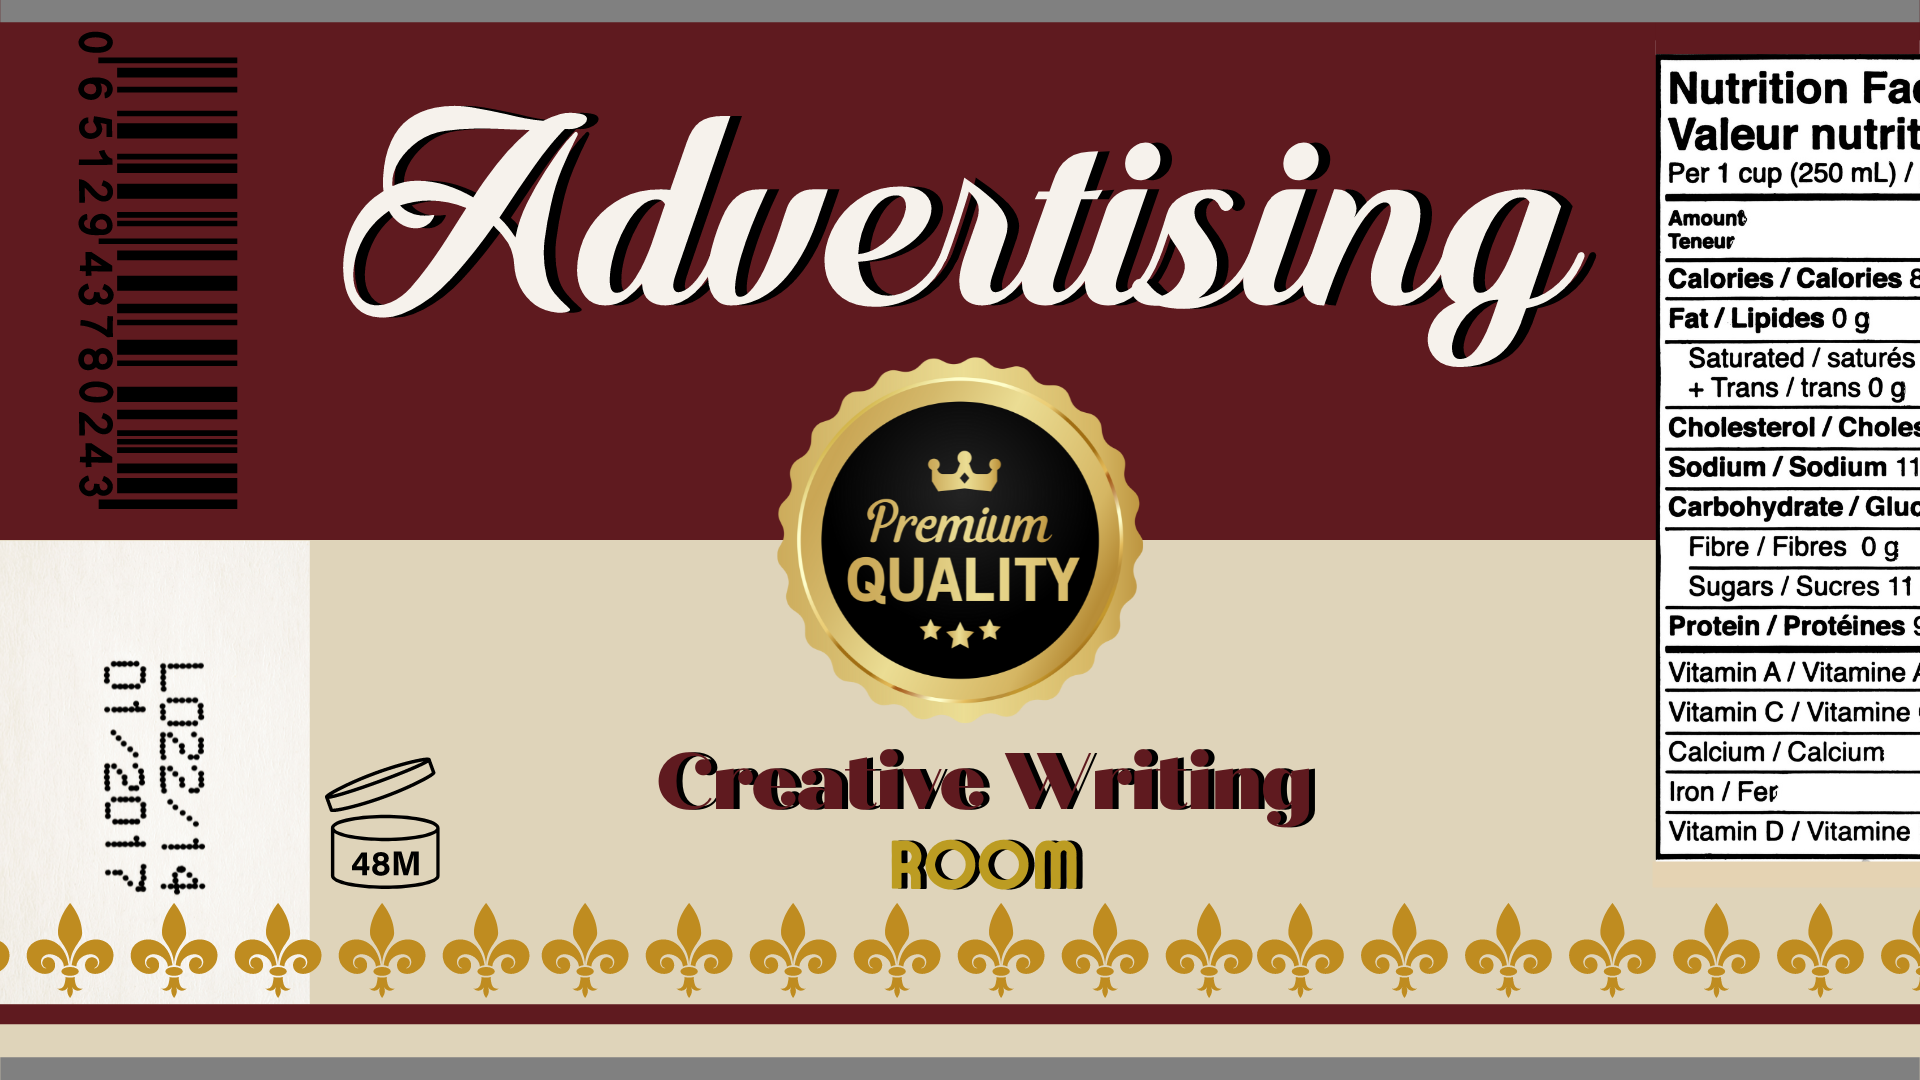 0 651294378024 3
Advertising
Premium
QUALITY
Creative Writing
ROOM
L022/14
01/2017
48M
Nutrition Fac
Valeur nutrit
Per 1 cup (250 mL) /
Amount
Teneur
Calories / Calories 8
Fat / Lipides 0 g
Saturated / saturés
+ Trans / trans 0 g
Cholesterol / Choles
Sodium / Sodium 11
Carbohydrate / Gluc
Fibre / Fibres 0 g
Sugars / Sucres 11
Protein / Protéines 9
Vitamin A / Vitamine A
Vitamin C / Vitamine
Calcium / Calcium
Iron / Fer
Vitamin D / Vitamine